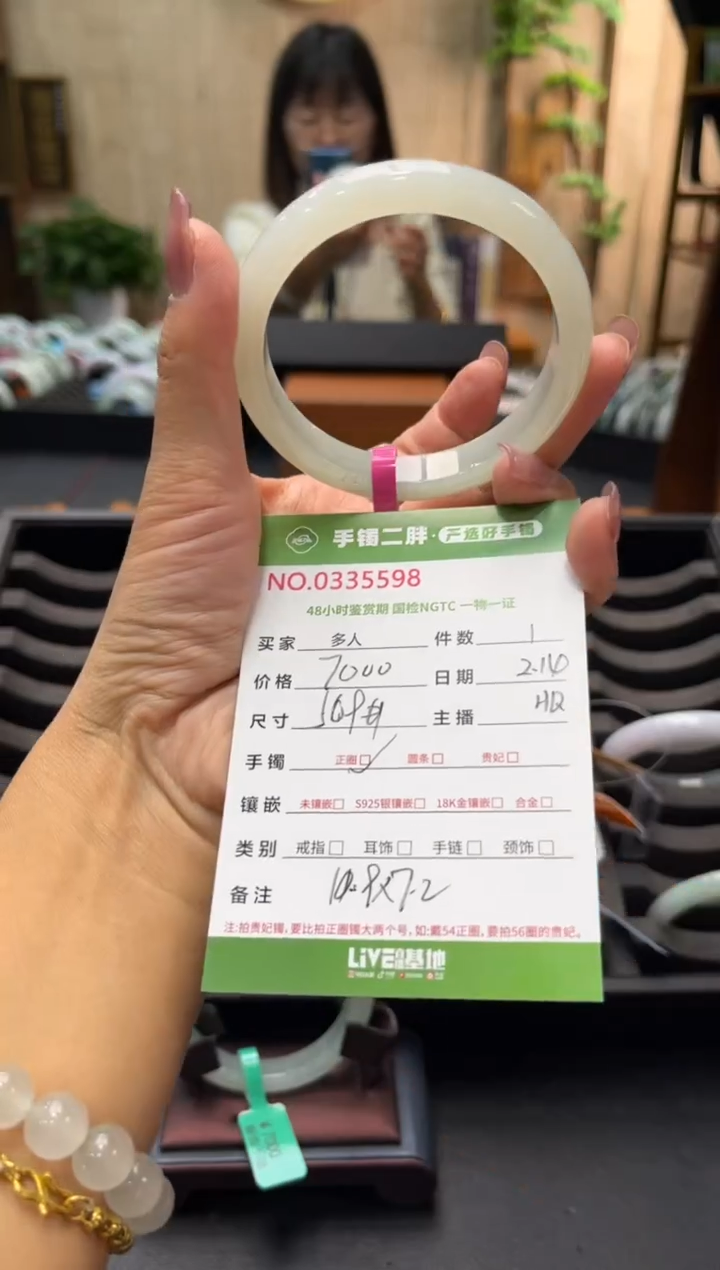 手镯二胖·严选好手镯
NO.0335598
48小时鉴赏期 国检NGTC 一物一证
买家 多人 件数 1
价格 7000 日期 2.14
尺寸 主播 HQ
手镯 正圈□✓ 圆条□ 贵妃□
镶嵌 未镶嵌□ S925银镶嵌□ 18K金镶嵌□ 合金□
类别 戒指□ 耳饰□ 手链□ 颈饰□
备注 10.9x7.2
注:拍贵妃镯,要比拍正圈镯大两个号,如:戴54正圈,要拍56圈的贵妃。
LiVE 基地